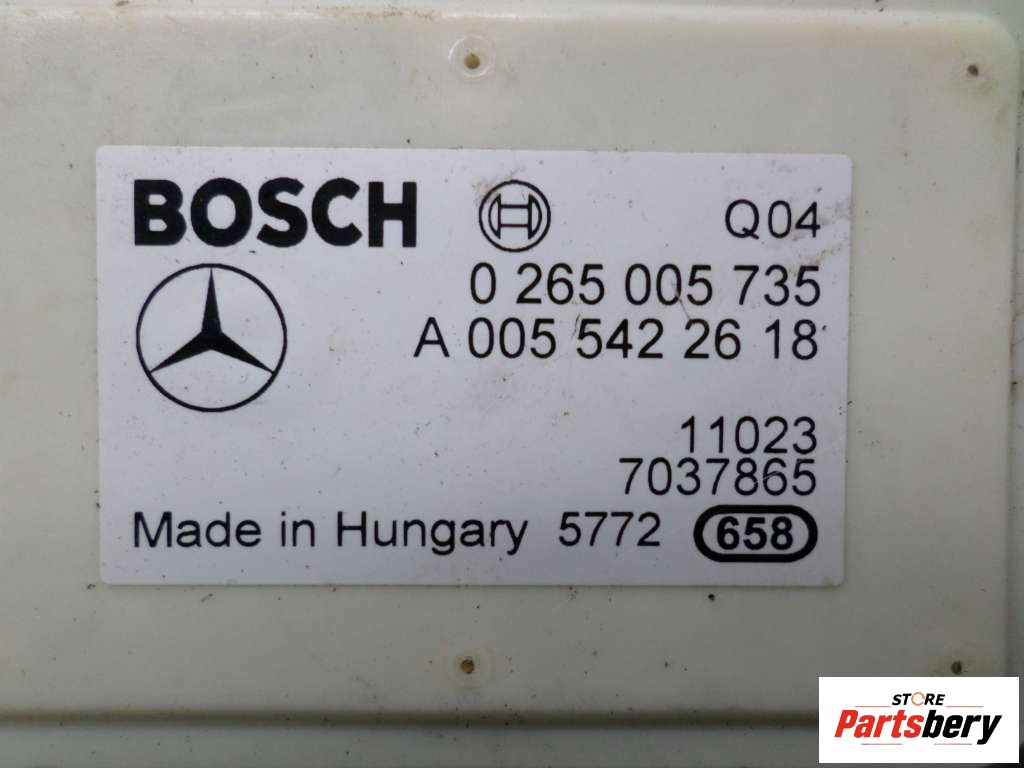 BOSCH Q04
0 265 005 735
A 005 542 26 18
11023
7037865
Made in Hungary 5772 658
STORE
Partsbery